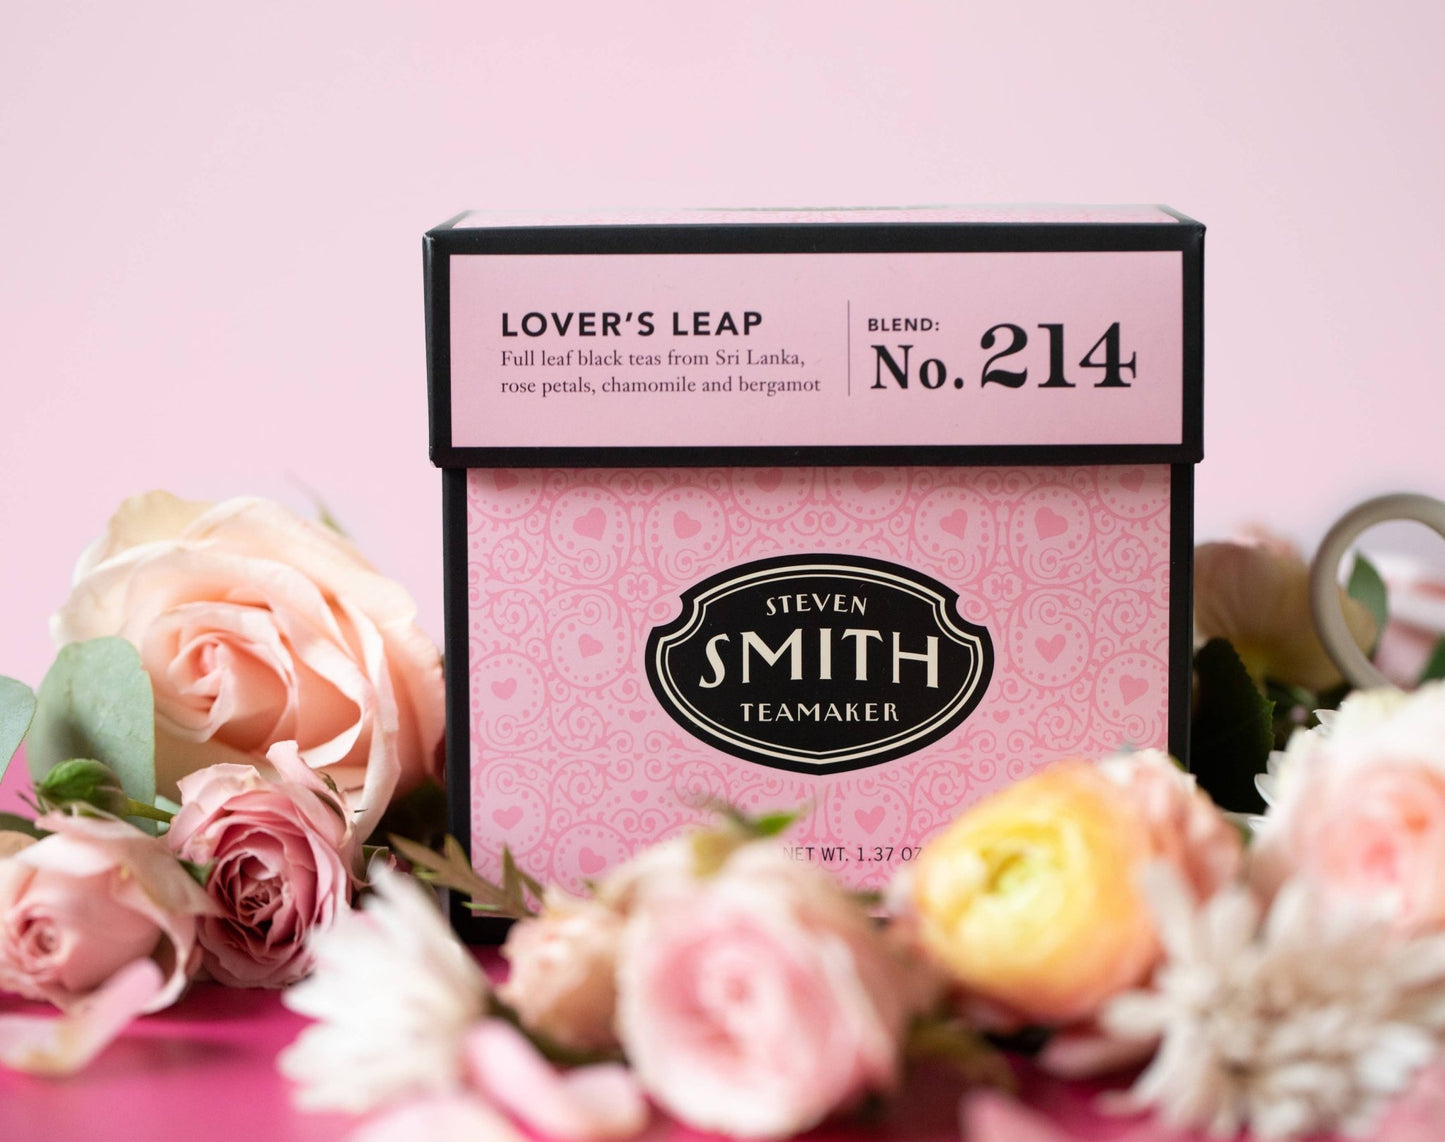 LOVER'S LEAP
Full leaf black teas from Sri Lanka,
rose petals, chamomile and bergamot
BLEND:
No. 214
STEVEN
SMITH
TEAMAKER
NET WT. 1.37 OZ